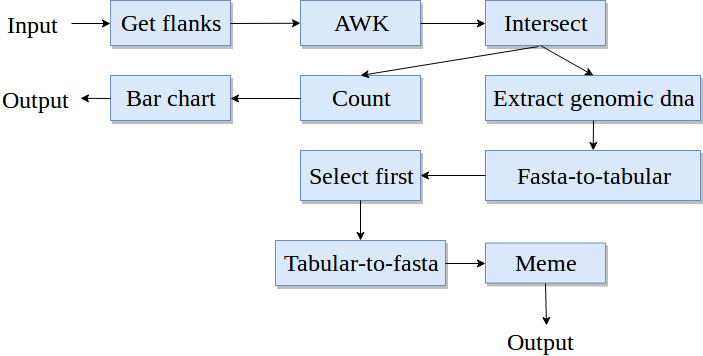 Input
Get flanks
AWK
Intersect
Output
Bar chart
Count
Extract genomic dna
Select first
Fasta-to-tabular
Tabular-to-fasta
Meme
Output